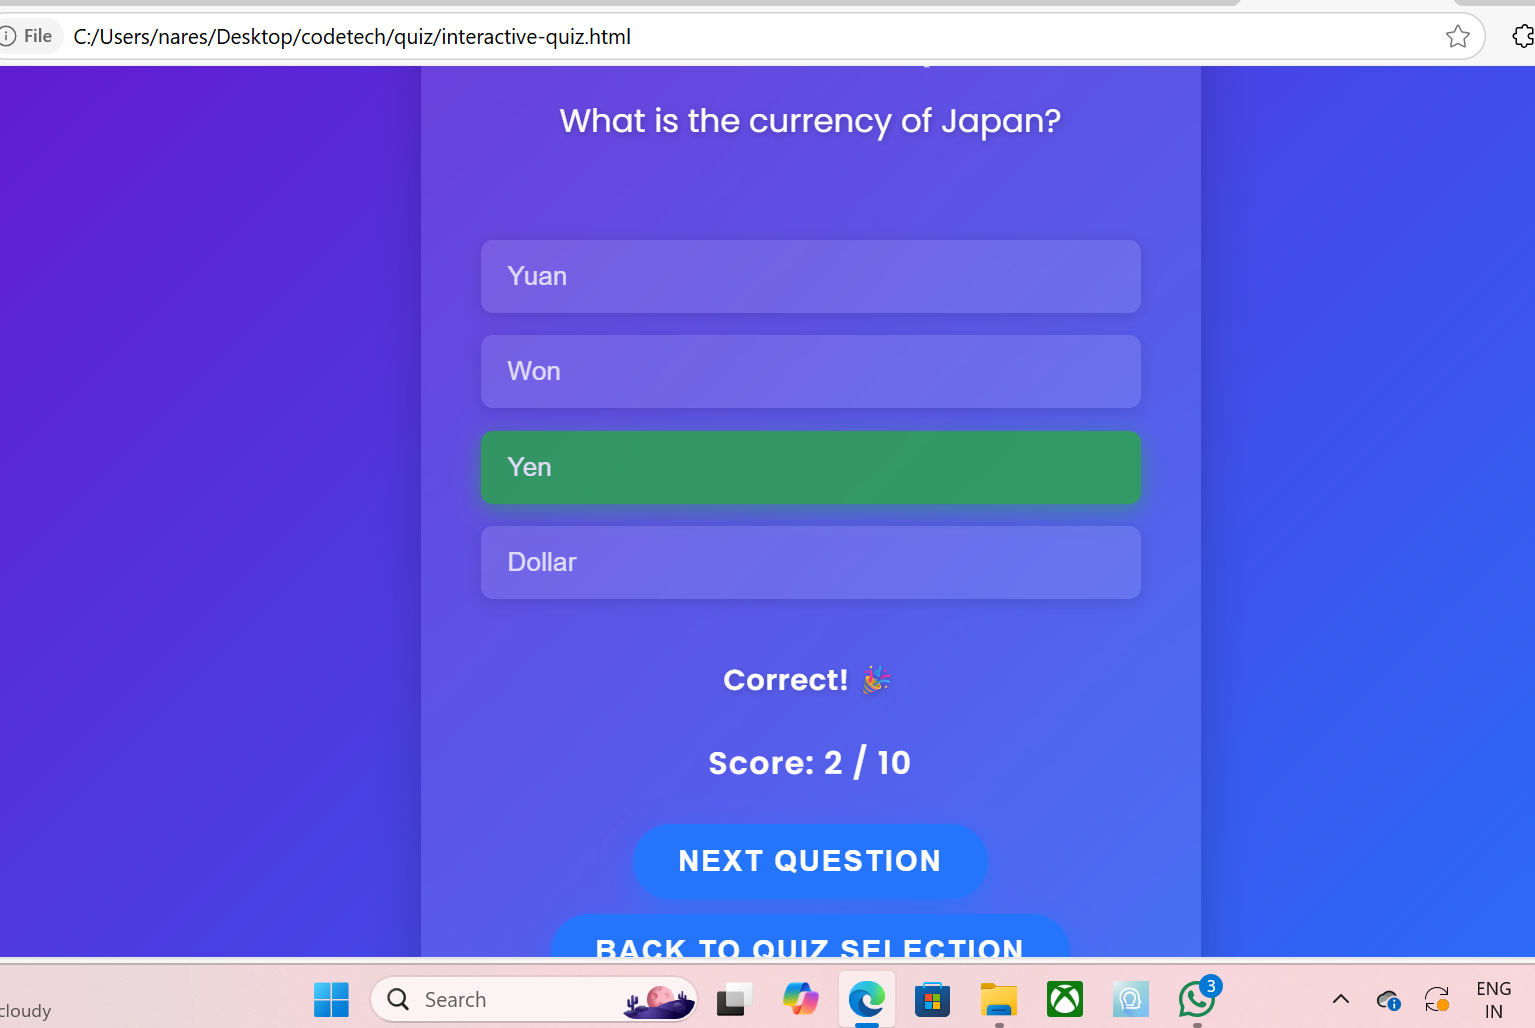 File C:/Users/nares/Desktop/codetech/quiz/interactive-quiz.html
What is the currency of Japan?
Yuan
Won
Yen
Dollar
Correct! 🎉
Score: 2 / 10
NEXT QUESTION
BACK TO QUIZ SELECTION
cloudy
Search
3
ENG
IN